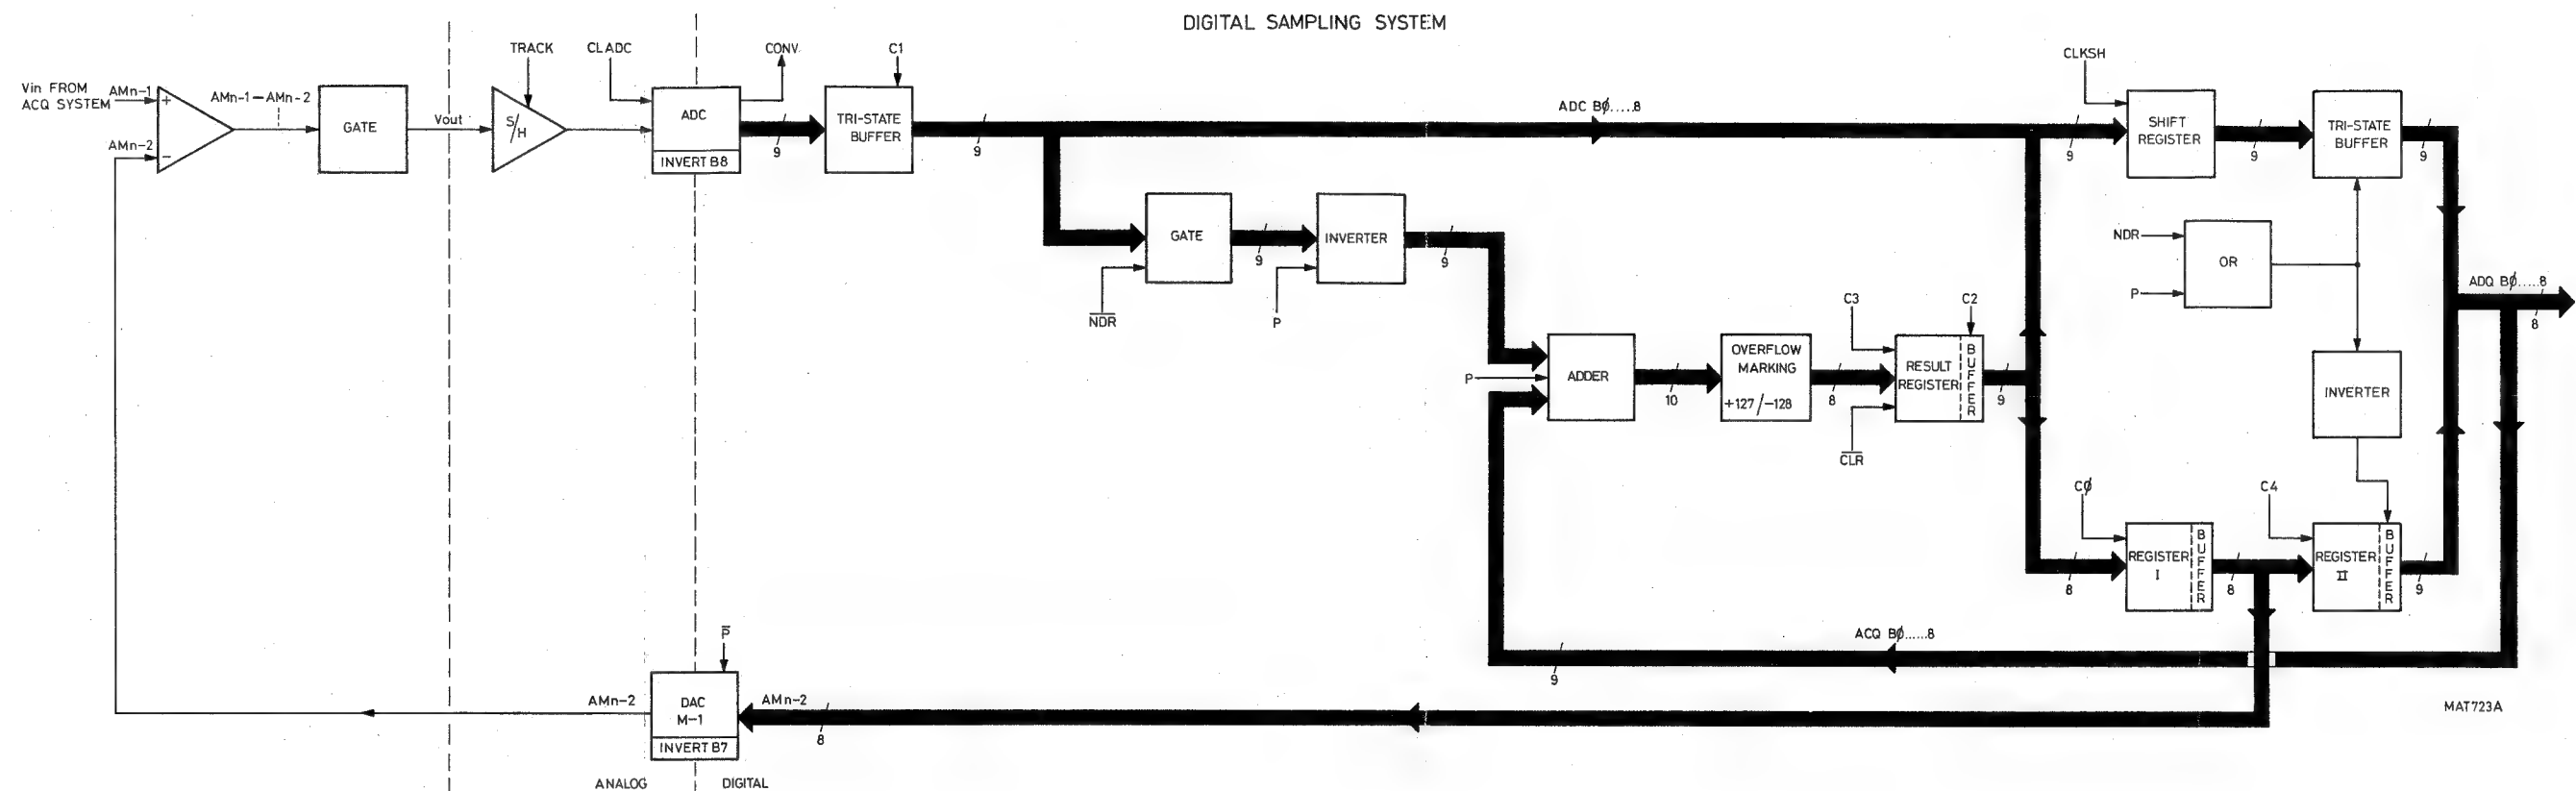 DIGITAL SAMPLING SYSTEM
Vin FROM
ACQ SYSTEM
AMn-1
+
AMn-2
−
AMn-1−AMn-2
GATE
Vout
TRACK
S/H
CLADC
ADC
INVERT B8
CONV.
9
C1
TRI-STATE
BUFFER
9
ADC BØ.....8
9
CLKSH
SHIFT
REGISTER
9
TRI-STATE
BUFFER
9
GATE
NDR
9
INVERTER
P
9
NDR
P
OR
ADQ BØ.....8
8
P
ADDER
10
OVERFLOW
MARKING
+127/−128
8
C3
CLR
RESULT
REGISTER
C2
BUFFER
9
INVERTER
CØ
8
REGISTER
I
BUFFER
8
C4
REGISTER
II
BUFFER
9
ACQ BØ......8
9
P
AMn-2
DAC
M-1
INVERT B7
AMn-2
8
MAT723A
ANALOG
DIGITAL